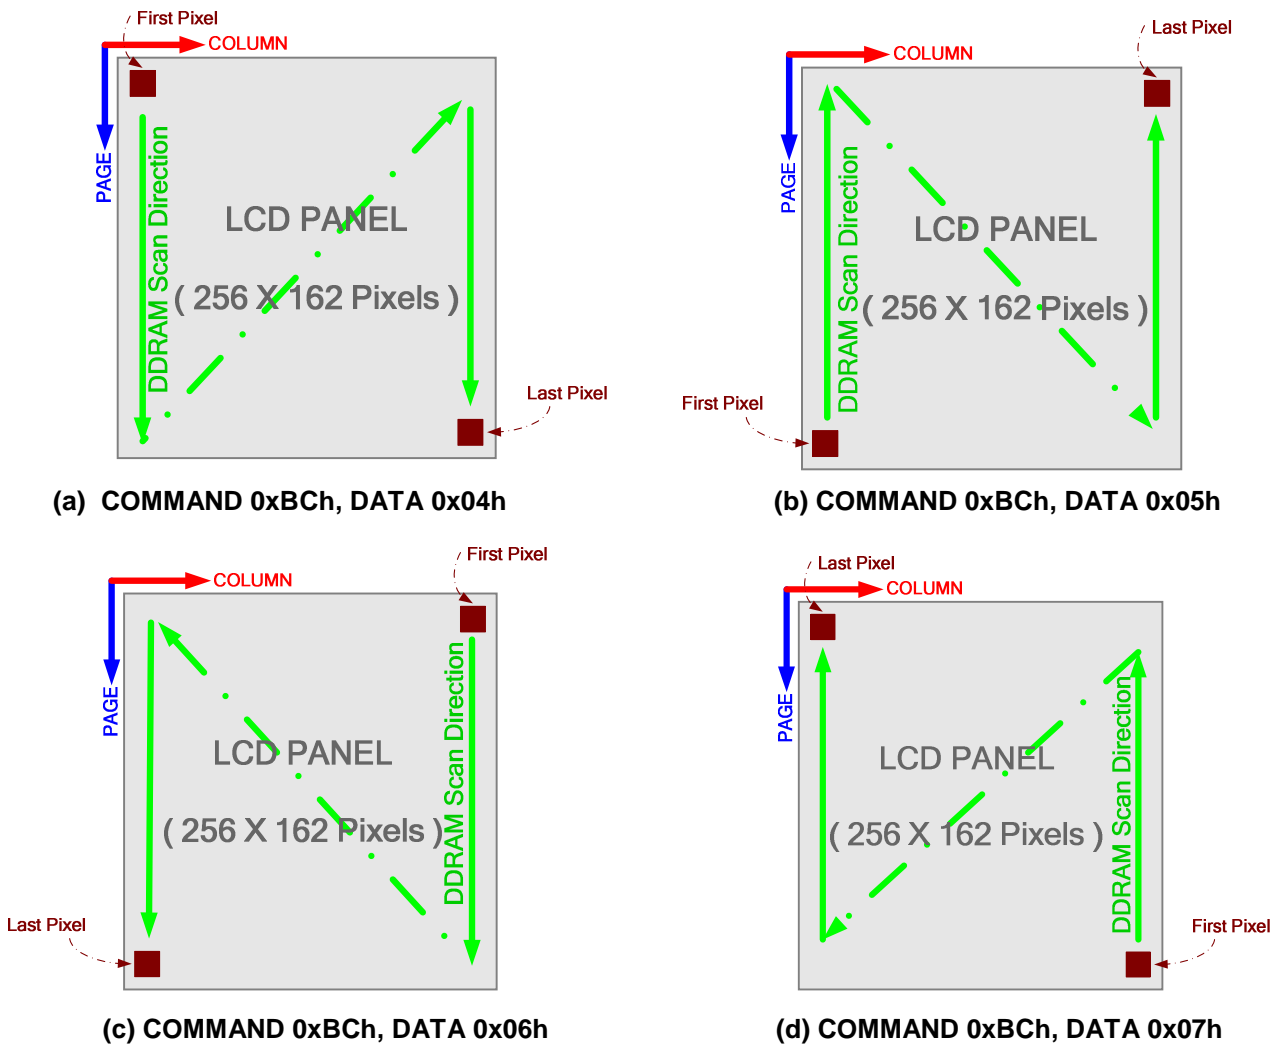 First Pixel
COLUMN
PAGE
DDRAM Scan Direction
LCD PANEL
( 256 X 162 Pixels )
Last Pixel
(a) COMMAND 0xBCh, DATA 0x04h
Last Pixel
COLUMN
PAGE
DDRAM Scan Direction
LCD PANEL
( 256 X 162 Pixels )
First Pixel
(b) COMMAND 0xBCh, DATA 0x05h
First Pixel
COLUMN
PAGE
DDRAM Scan Direction
LCD PANEL
( 256 X 162 Pixels )
Last Pixel
(c) COMMAND 0xBCh, DATA 0x06h
Last Pixel
COLUMN
PAGE
DDRAM Scan Direction
LCD PANEL
( 256 X 162 Pixels )
First Pixel
(d) COMMAND 0xBCh, DATA 0x07h